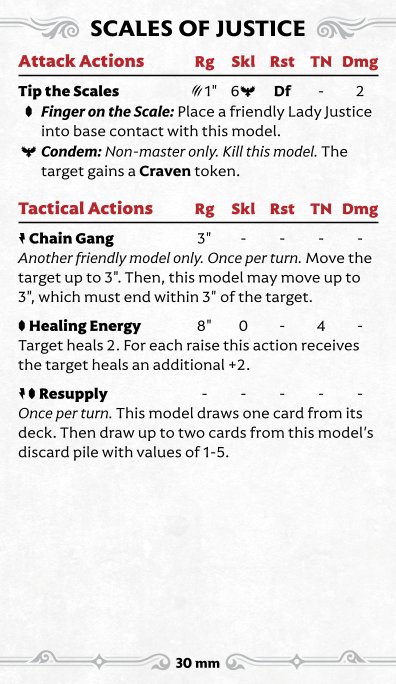 SCALES OF JUSTICE
Attack Actions Rg Skl Rst TN Dmg
Tip the Scales 1" 6 Df - 2
Finger on the Scale: Place a friendly Lady Justice
into base contact with this model.
Condem: Non-master only. Kill this model. The
target gains a Craven token.
Tactical Actions Rg Skl Rst TN Dmg
Chain Gang 3" - - - -
Another friendly model only. Once per turn. Move the
target up to 3". Then, this model may move up to
3", which must end within 3" of the target.
Healing Energy 8" 0 - 4 -
Target heals 2. For each raise this action receives
the target heals an additional +2.
Resupply - - - - -
Once per turn. This model draws one card from its
deck. Then draw up to two cards from this model's
discard pile with values of 1-5.
30 mm